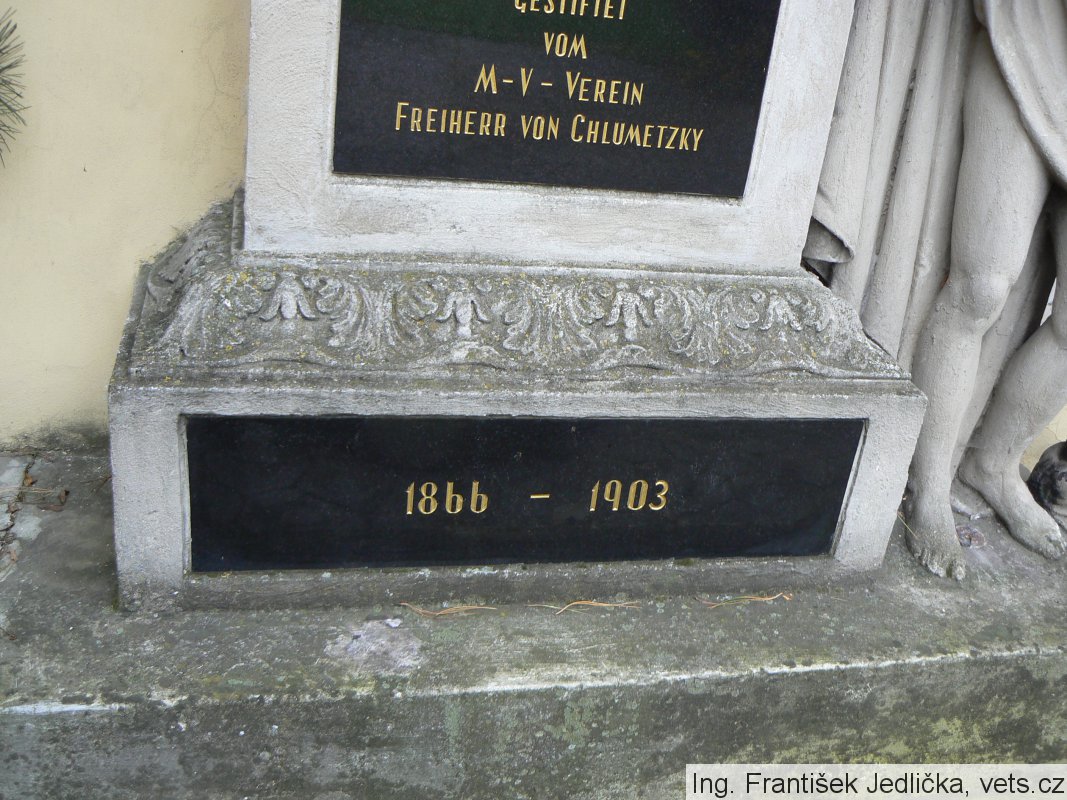 GESTIFTET
VOM
M-V-VEREIN
FREIHERR VON CHLUMETZKY
1866 - 1903
Ing. František Jedlička, vets.cz